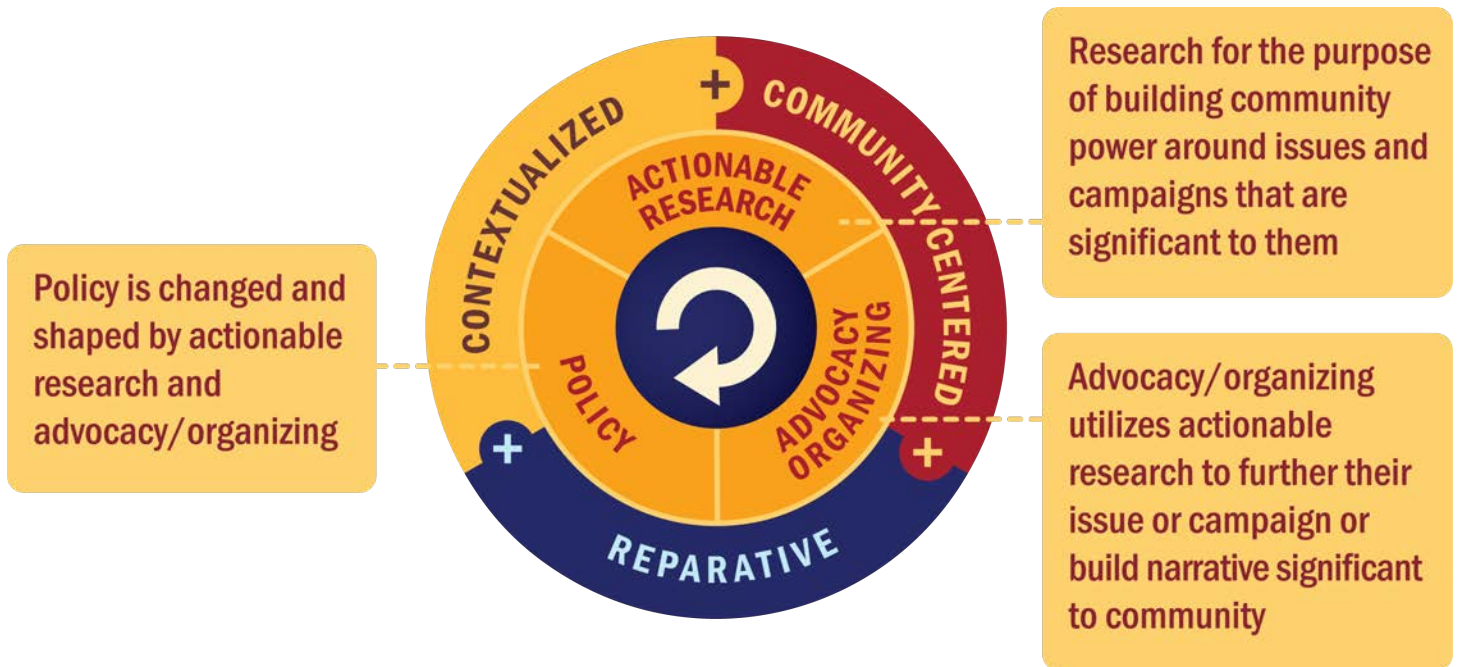 CONTEXTUALIZED
+
COMMUNITY CENTERED
ACTIONABLE
RESEARCH
ADVOCACY
ORGANIZING
POLICY
+
+
REPARATIVE
Research for the purpose
of building community
power around issues and
campaigns that are
significant to them
Advocacy/organizing
utilizes actionable
research to further their
issue or campaign or
build narrative significant
to community
Policy is changed and
shaped by actionable
research and
advocacy/organizing